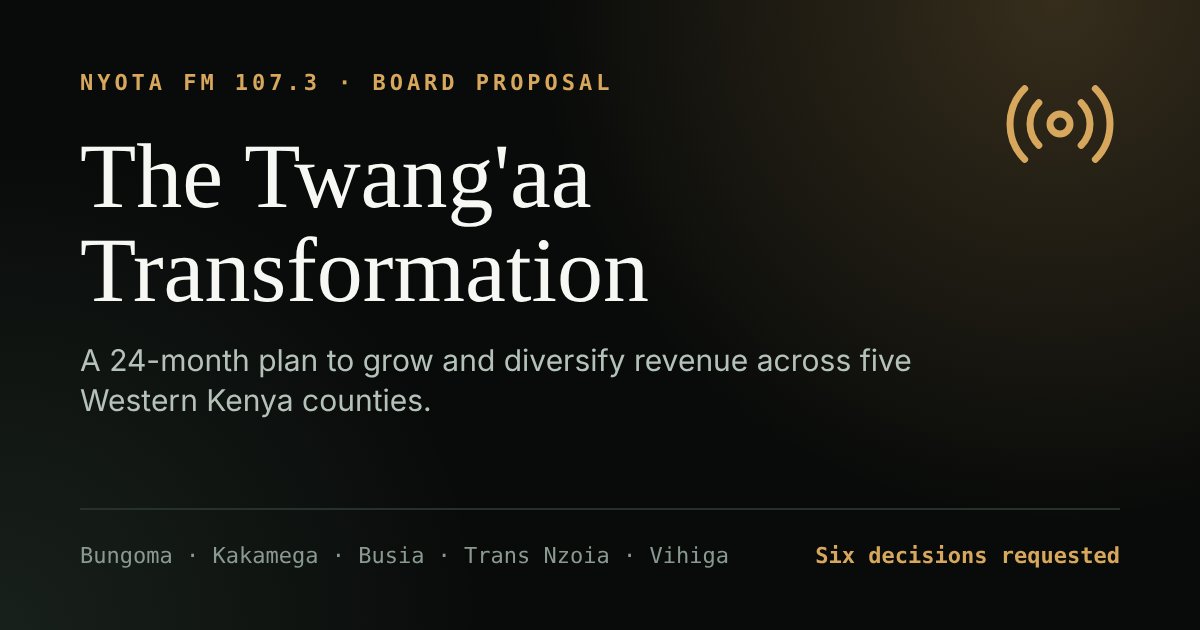 NYOTA FM 107.3 · BOARD PROPOSAL
The Twang'aa
Transformation
A 24-month plan to grow and diversify revenue across five
Western Kenya counties.
Bungoma · Kakamega · Busia · Trans Nzoia · Vihiga
Six decisions requested